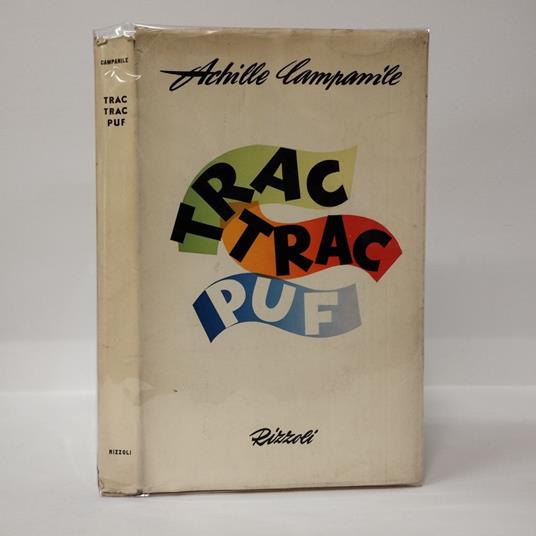 CAMPANILE
TRAC
TRAC
PUF
RIZZOLI
Achille Campanile
TRAC
TRAC
PUF
Rizzoli